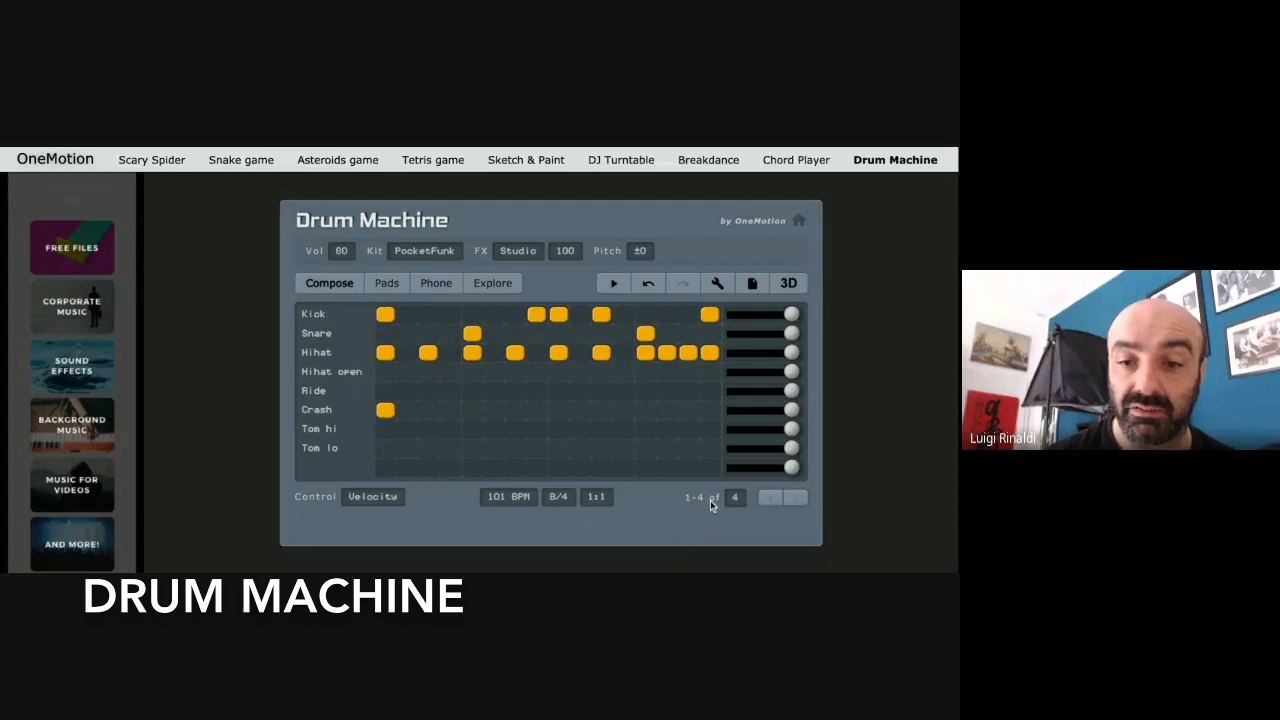 OneMotion Scary Spider Snake game Asteroids game Tetris game Sketch & Paint DJ Turntable Breakdance Chord Player Drum Machine
FREE FILES
CORPORATE
MUSIC
SOUND
EFFECTS
BACKGROUND
MUSIC
MUSIC FOR
VIDEOS
AND MORE!
Drum Machine by OneMotion
Vol 80 Kit PocketFunk FX Studio 100 Pitch ±0
Compose Pads Phone Explore 3D
Kick
Snare
Hihat
Hihat open
Ride
Crash
Tom hi
Tom lo
Control Velocity 101 BPM 8/4 1:1 1-4 of 4
Luigi Rinaldi
DRUM MACHINE